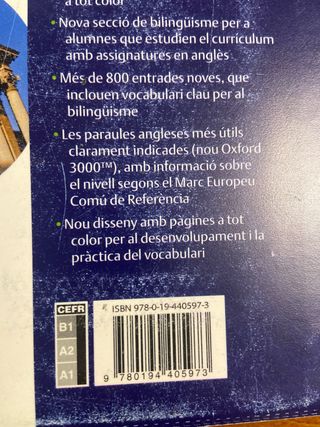 a tot color
• Nova secció de bilingüisme per a
alumnes que estudien el currículum
amb assignatures en anglès
• Més de 800 entrades noves, que
inclouen vocabulari clau per al
bilingüisme
• Les paraules angleses més útils
clarament indicades (nou Oxford
3000™), amb informació sobre
el nivell segons el Marc Europeu
Comú de Referència
• Nou disseny amb pàgines a tot
color per al desenvolupament i la
pràctica del vocabulari
CEFR
B1
A2
A1
ISBN 978-0-19-440597-3
9 780194 405973